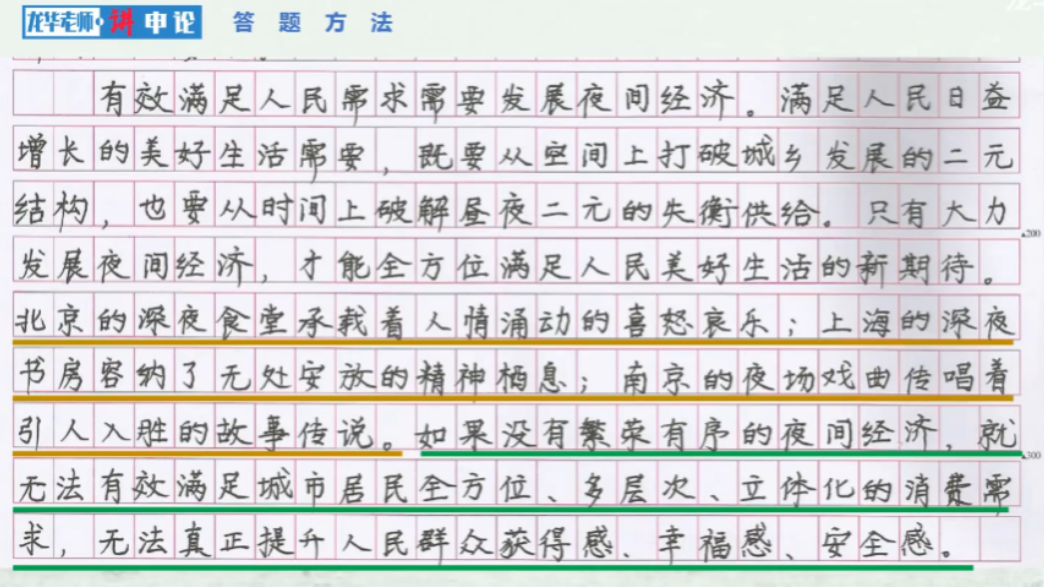 龙华老师·讲申论 答题方法
有效满足人民需求需要发展夜间经济。满足人民日益
增长的美好生活需要，既要从空间上打破城乡发展的二元
结构，也要从时间上破解昼夜二元的失衡供给。只有大力
200
发展夜间经济，才能全方位满足人民美好生活的新期待。
北京的深夜食堂承载着人情涌动的喜怒哀乐；上海的深夜
书房容纳了无处安放的精神栖息；南京的夜场戏曲传唱着
引人入胜的故事传说。如果没有繁荣有序的夜间经济，就
300
无法有效满足城市居民全方位、多层次、立体化的消费需
求，无法真正提升人民群众获得感、幸福感、安全感。